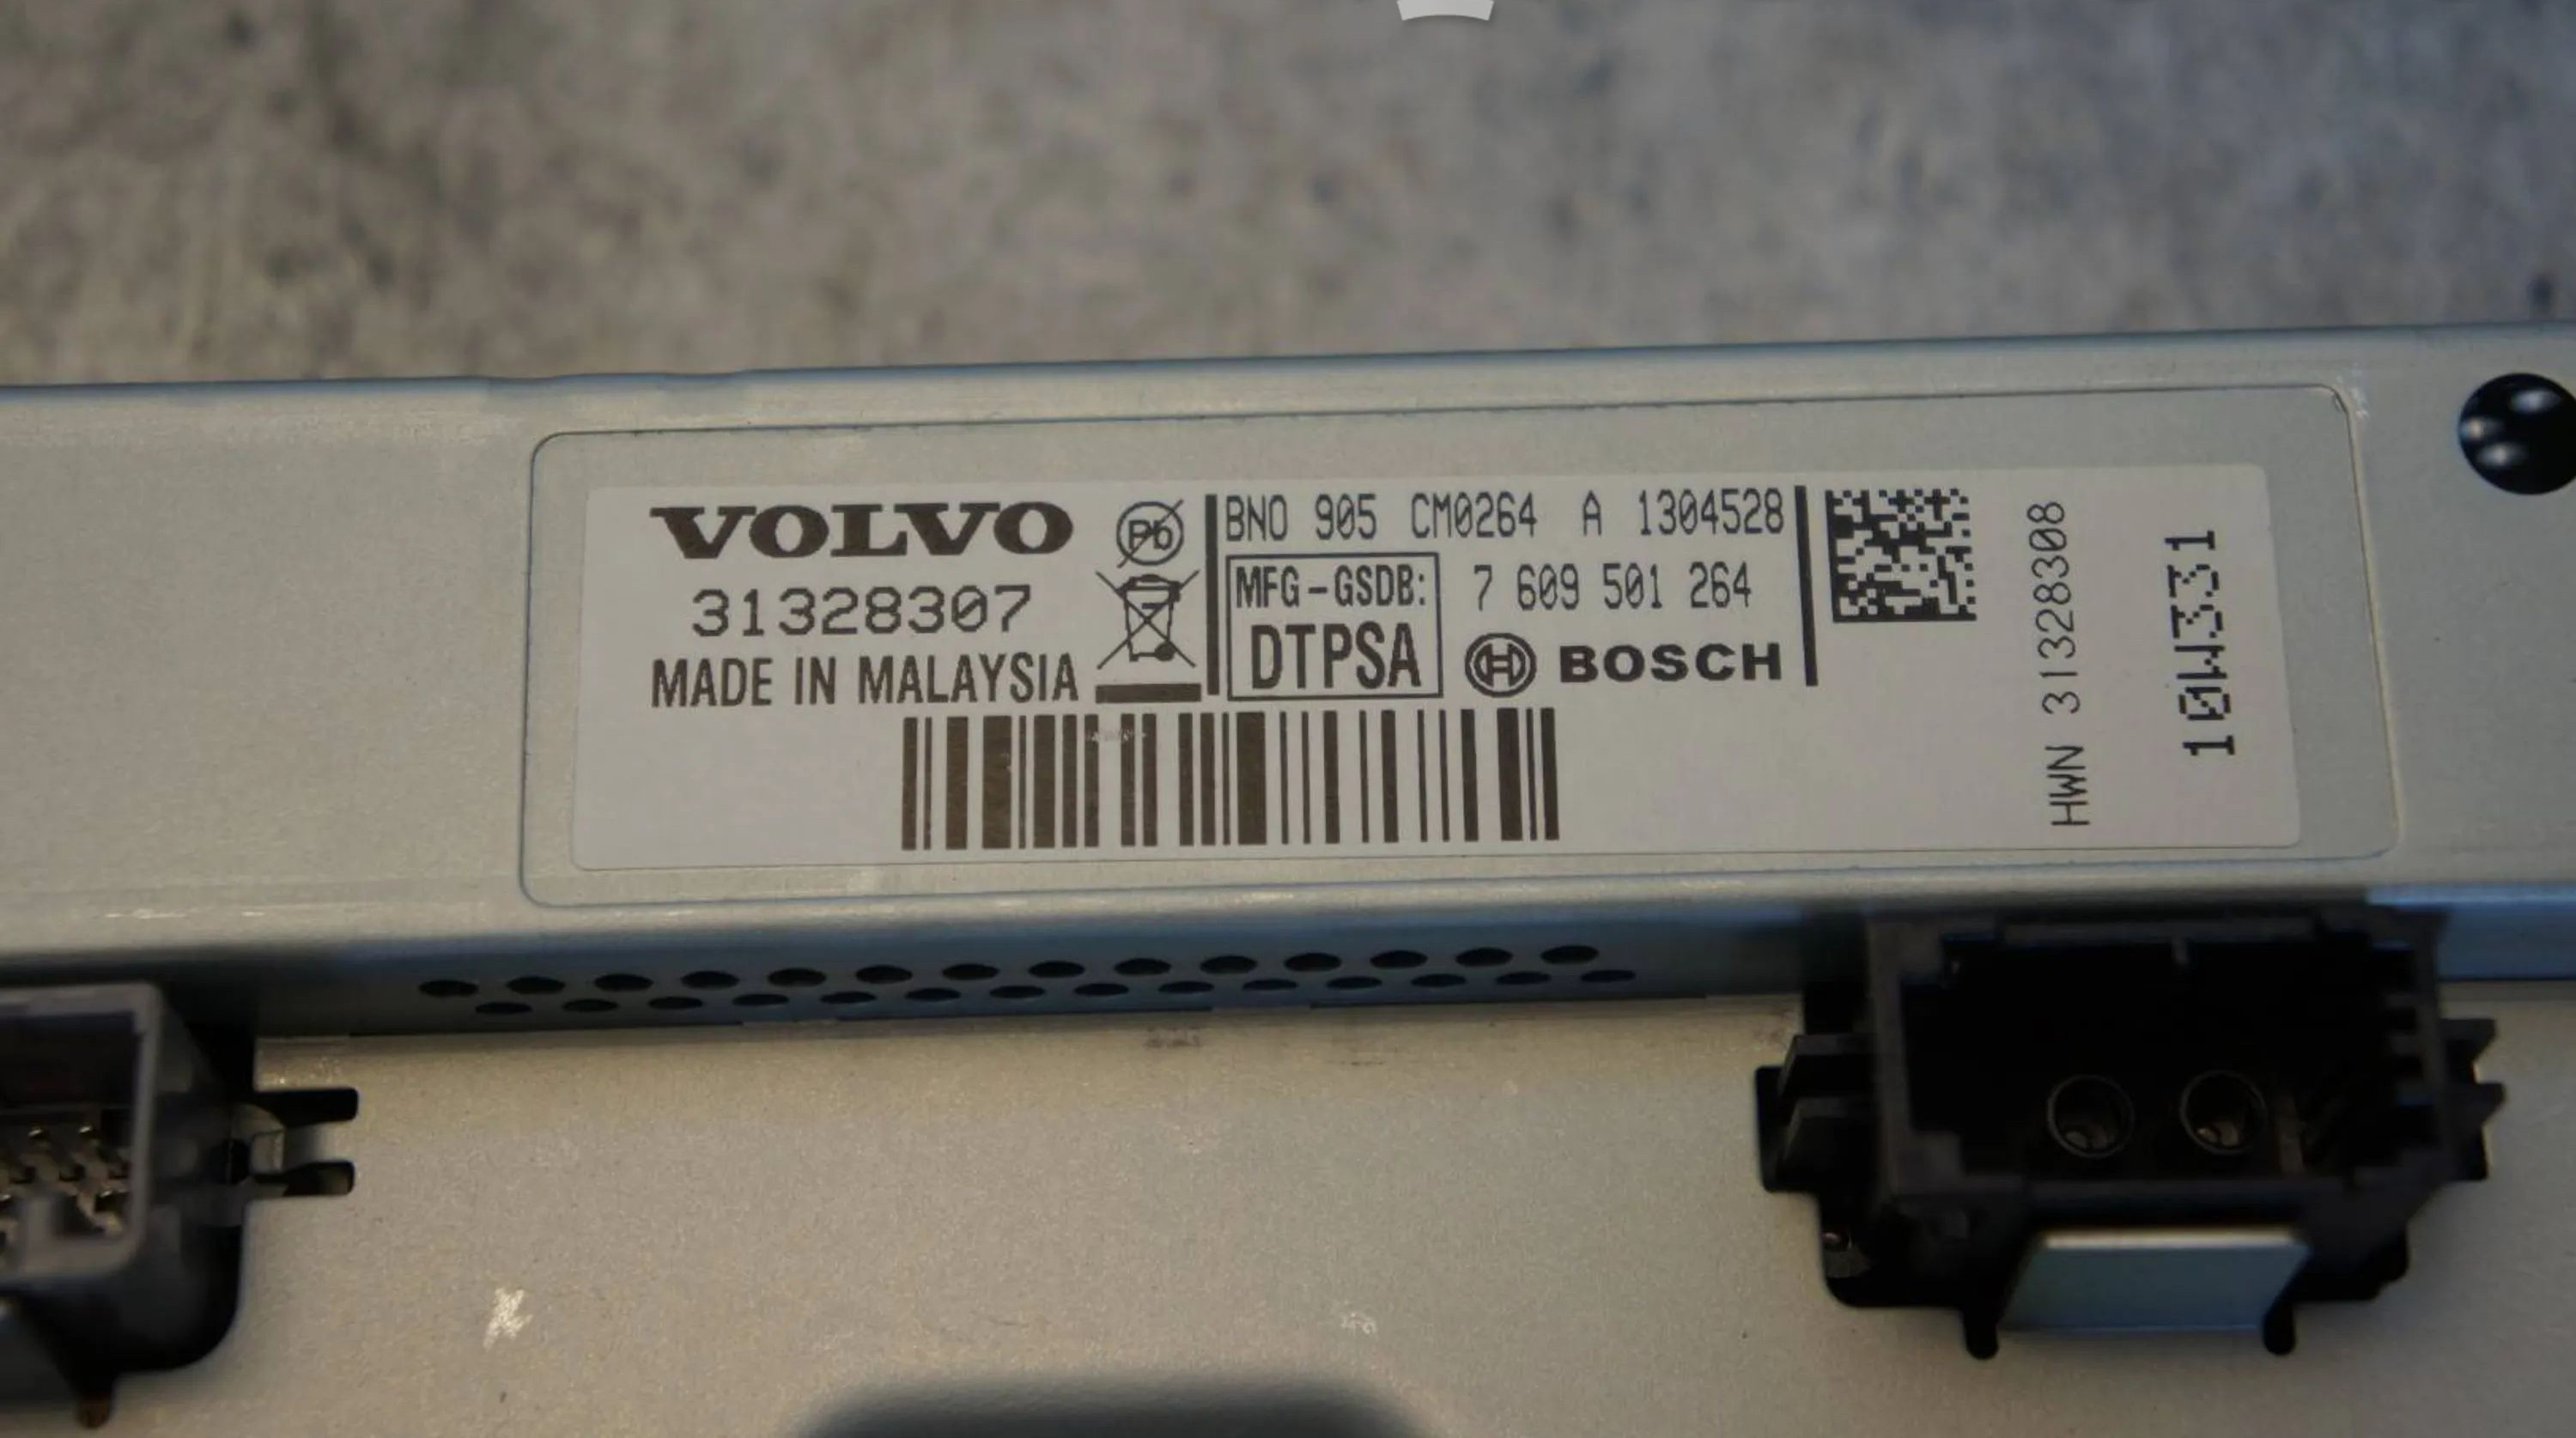 VOLVO
31328307
MADE IN MALAYSIA
Pb
BNO 905 CM0264 A 1304528
MFG-GSDB:
DTPSA
7 609 501 264
BOSCH
HWN 31328308
10W331